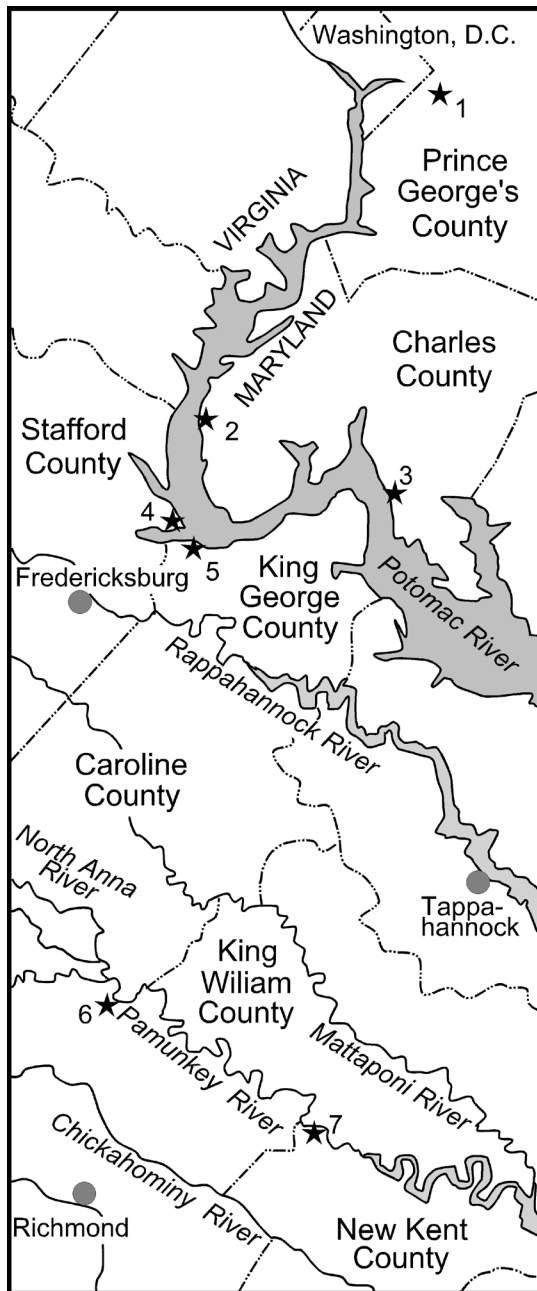 Washington, D.C.
1
Prince
George's
County
VIRGINIA
MARYLAND
Charles
County
2
Stafford
County
3
4
5
Fredericksburg
King
George
County
Potomac River
Rappahannock River
Caroline
County
North Anna
River
Tappa-
hannock
King
Wiliam
County
6
Pamunkey River
Mattaponi River
7
Chickahominy River
Richmond
New Kent
County